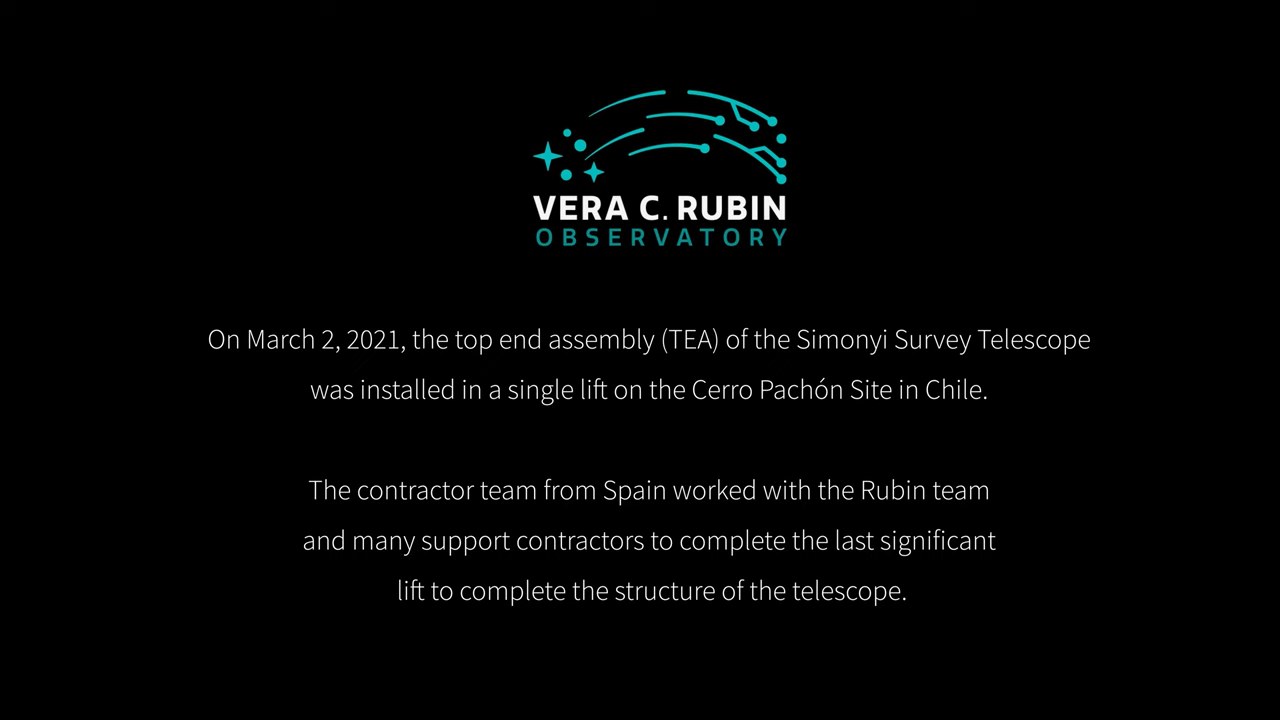 VERA C. RUBIN
OBSERVATORY
On March 2, 2021, the top end assembly (TEA) of the Simonyi Survey Telescope
was installed in a single lift on the Cerro Pachón Site in Chile.
The contractor team from Spain worked with the Rubin team
and many support contractors to complete the last significant
lift to complete the structure of the telescope.